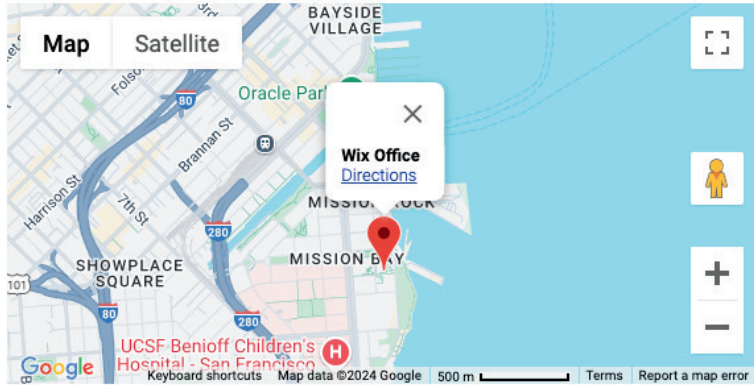 BAYSIDE
VILLAGE
Map
Satellite
80
Oracle Park
Brannan St
Wix Office
Directions
Harrison St
7th St
MISSION ROCK
280
MISSION BAY
SHOWPLACE
SQUARE
101
80
280
UCSF Benioff Children's
Hospital - San Francisco
H
Google
Keyboard shortcuts
Map data ©2024 Google
500 m
Terms
Report a map error